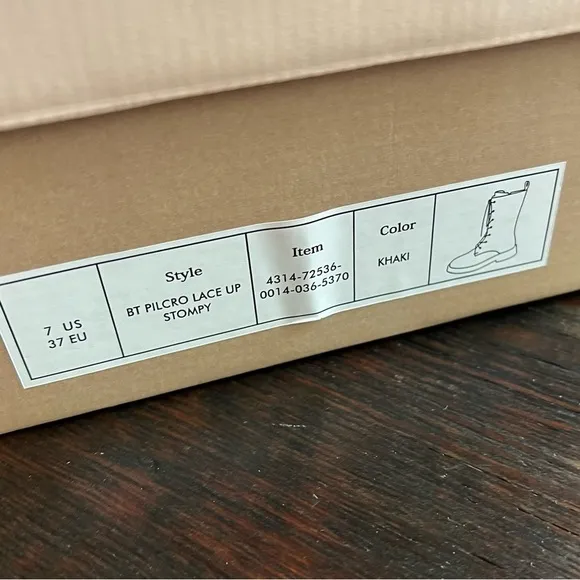 7 US
37 EU
Style
BT PILCRO LACE UP
STOMPY
Item
4314-72536-
0014-036-5370
Color
KHAKI